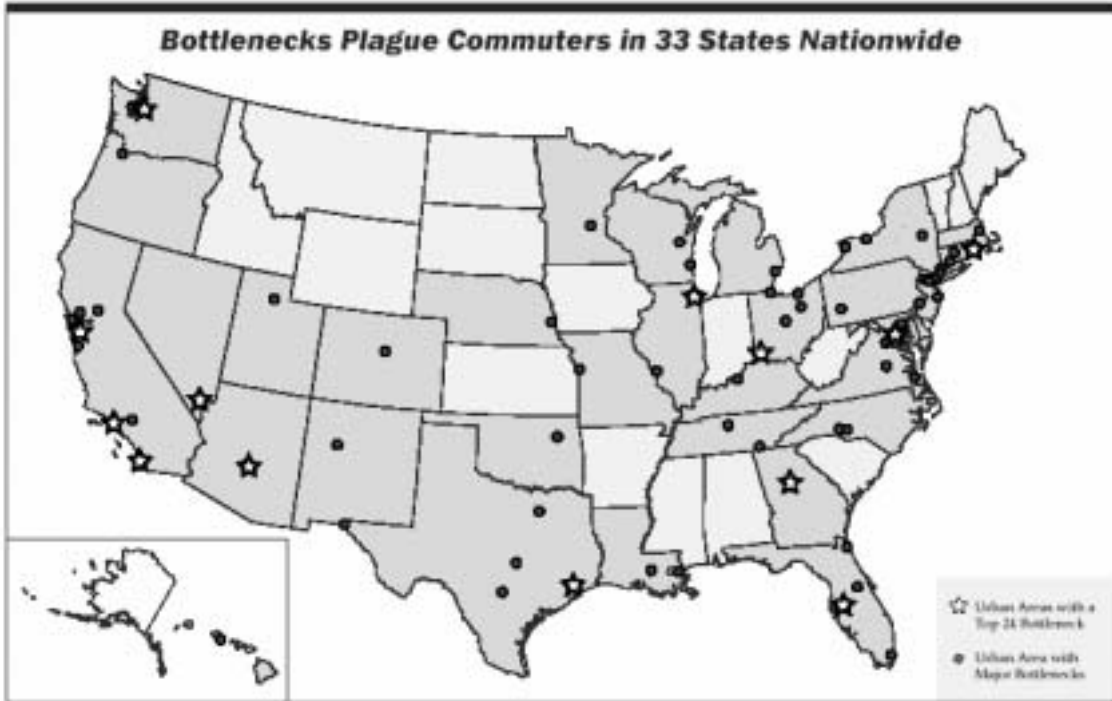 Bottlenecks Plague Commuters in 33 States Nationwide
Urban Areas with a
Top 24 Bottleneck
Urban Area with
Major Bottlenecks